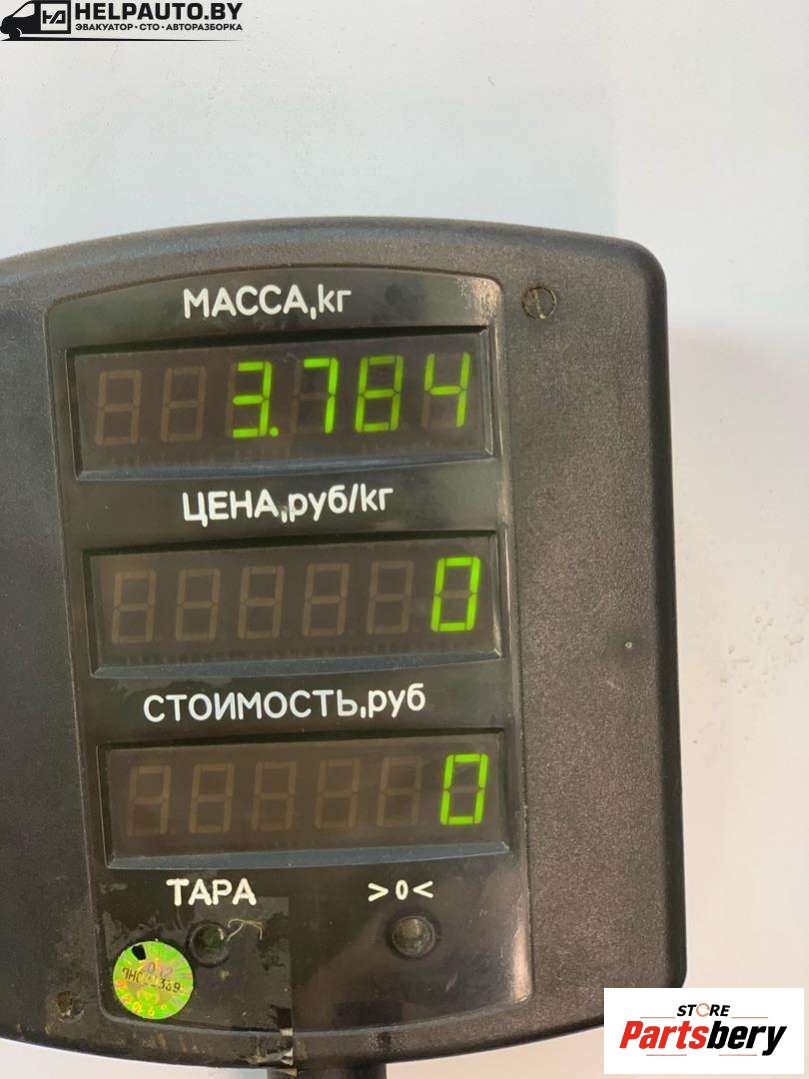 HELPAUTO.BY
ЭВАКУАТОР • СТО • АВТОРАЗБОРКА
МАССА,кг
3.784
ЦЕНА,руб/кг
0
СТОИМОСТЬ,руб
0
ТАРА >0<
STORE
Partsbery